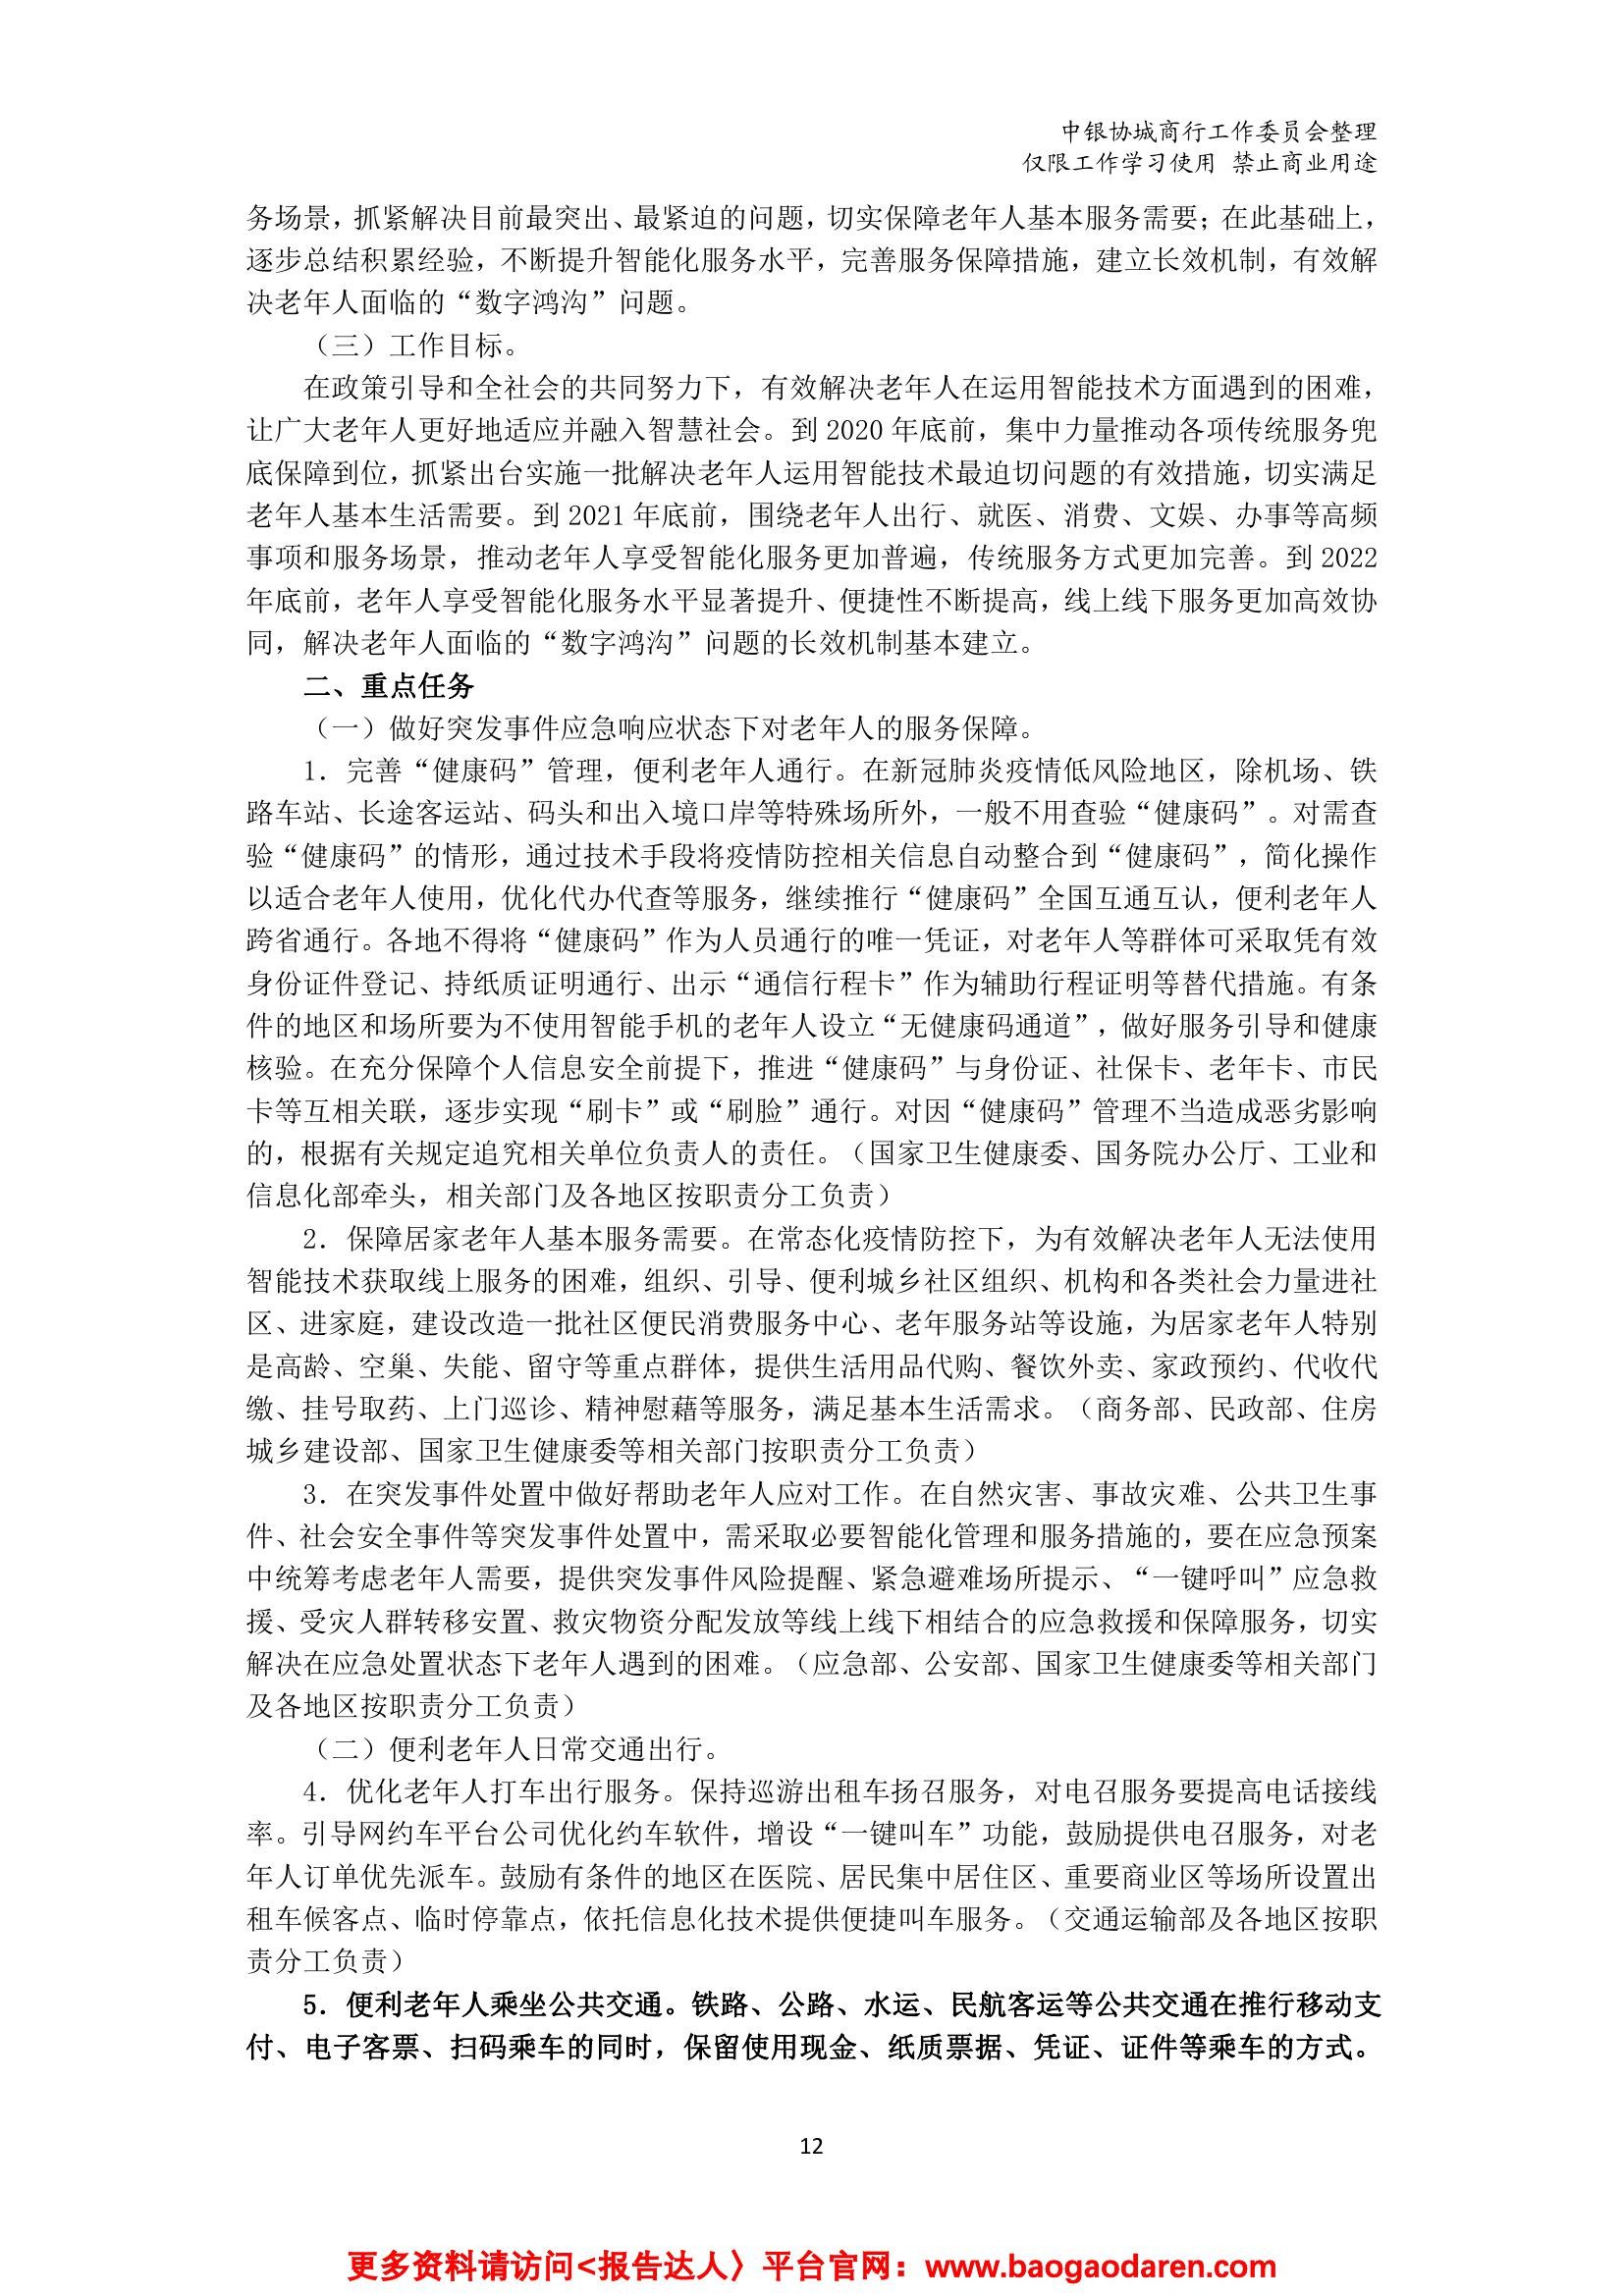 中银协城商行工作委员会整理
仅限工作学习使用 禁止商业用途
务场景，抓紧解决目前最突出、最紧迫的问题，切实保障老年人基本服务需要；在此基础上，
逐步总结积累经验，不断提升智能化服务水平，完善服务保障措施，建立长效机制，有效解
决老年人面临的“数字鸿沟”问题。
（三）工作目标。
在政策引导和全社会的共同努力下，有效解决老年人在运用智能技术方面遇到的困难，
让广大老年人更好地适应并融入智慧社会。到 2020 年底前，集中力量推动各项传统服务兜
底保障到位，抓紧出台实施一批解决老年人运用智能技术最迫切问题的有效措施，切实满足
老年人基本生活需要。到 2021 年底前，围绕老年人出行、就医、消费、文娱、办事等高频
事项和服务场景，推动老年人享受智能化服务更加普遍，传统服务方式更加完善。到 2022
年底前，老年人享受智能化服务水平显著提升、便捷性不断提高，线上线下服务更加高效协
同，解决老年人面临的“数字鸿沟”问题的长效机制基本建立。
二、重点任务
（一）做好突发事件应急响应状态下对老年人的服务保障。
1．完善“健康码”管理，便利老年人通行。在新冠肺炎疫情低风险地区，除机场、铁
路车站、长途客运站、码头和出入境口岸等特殊场所外，一般不用查验“健康码”。对需查
验“健康码”的情形，通过技术手段将疫情防控相关信息自动整合到“健康码”，简化操作
以适合老年人使用，优化代办代查等服务，继续推行“健康码”全国互通互认，便利老年人
跨省通行。各地不得将“健康码”作为人员通行的唯一凭证，对老年人等群体可采取凭有效
身份证件登记、持纸质证明通行、出示“通信行程卡”作为辅助行程证明等替代措施。有条
件的地区和场所要为不使用智能手机的老年人设立“无健康码通道”，做好服务引导和健康
核验。在充分保障个人信息安全前提下，推进“健康码”与身份证、社保卡、老年卡、市民
卡等互相关联，逐步实现“刷卡”或“刷脸”通行。对因“健康码”管理不当造成恶劣影响
的，根据有关规定追究相关单位负责人的责任。（国家卫生健康委、国务院办公厅、工业和
信息化部牵头，相关部门及各地区按职责分工负责）
2．保障居家老年人基本服务需要。在常态化疫情防控下，为有效解决老年人无法使用
智能技术获取线上服务的困难，组织、引导、便利城乡社区组织、机构和各类社会力量进社
区、进家庭，建设改造一批社区便民消费服务中心、老年服务站等设施，为居家老年人特别
是高龄、空巢、失能、留守等重点群体，提供生活用品代购、餐饮外卖、家政预约、代收代
缴、挂号取药、上门巡诊、精神慰藉等服务，满足基本生活需求。（商务部、民政部、住房
城乡建设部、国家卫生健康委等相关部门按职责分工负责）
3．在突发事件处置中做好帮助老年人应对工作。在自然灾害、事故灾难、公共卫生事
件、社会安全事件等突发事件处置中，需采取必要智能化管理和服务措施的，要在应急预案
中统筹考虑老年人需要，提供突发事件风险提醒、紧急避难场所提示、“一键呼叫”应急救
援、受灾人群转移安置、救灾物资分配发放等线上线下相结合的应急救援和保障服务，切实
解决在应急处置状态下老年人遇到的困难。（应急部、公安部、国家卫生健康委等相关部门
及各地区按职责分工负责）
（二）便利老年人日常交通出行。
4．优化老年人打车出行服务。保持巡游出租车扬召服务，对电召服务要提高电话接线
率。引导网约车平台公司优化约车软件，增设“一键叫车”功能，鼓励提供电召服务，对老
年人订单优先派车。鼓励有条件的地区在医院、居民集中居住区、重要商业区等场所设置出
租车候客点、临时停靠点，依托信息化技术提供便捷叫车服务。（交通运输部及各地区按职
责分工负责）
5．便利老年人乘坐公共交通。铁路、公路、水运、民航客运等公共交通在推行移动支
付、电子客票、扫码乘车的同时，保留使用现金、纸质票据、凭证、证件等乘车的方式。
12
更多资料请访问<报告达人〉平台官网：www.baogaodaren.com